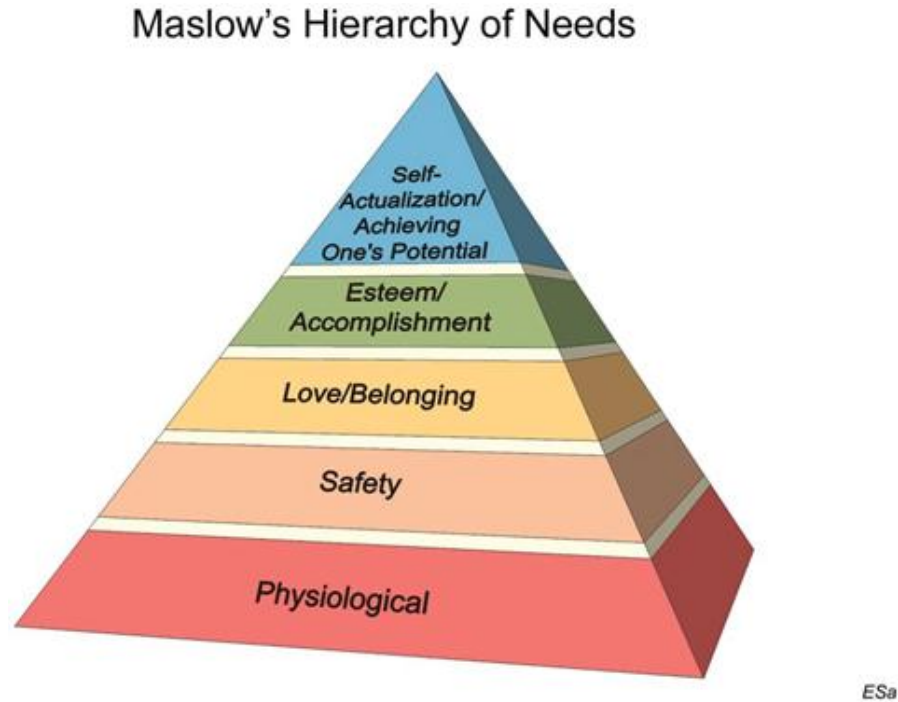 Maslow’s Hierarchy of Needs
Self-
Actualization/
Achieving
One's Potential
Esteem/
Accomplishment
Love/Belonging
Safety
Physiological
ESa